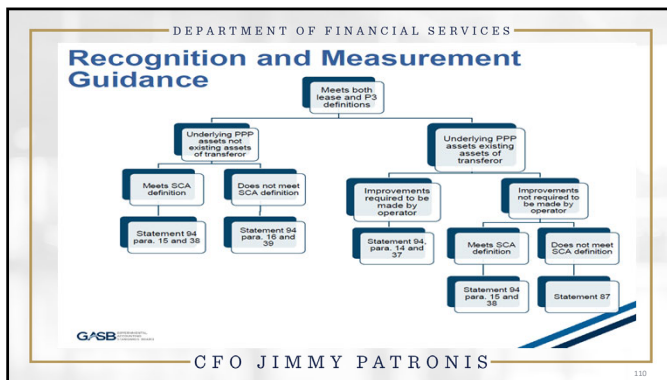 DEPARTMENT OF FINANCIAL SERVICES
Recognition and Measurement
Guidance
Meets both
lease and P3
definitions
Underlying PPP
assets not
existing assets
of transferor
Underlying PPP
assets existing
assets of
transferor
Meets SCA
definition
Does not meet
SCA definition
Improvements
required to be
made by
operator
Improvements
not required to
be made by
operator
Statement 94
para. 15 and 38
Statement 94
para. 16 and
39
Statement 94,
para. 14 and
37
Meets SCA
definition
Does not meet
SCA definition
Statement 94
para. 15 and
38
Statement 87
GASB
CFO JIMMY PATRONIS
110